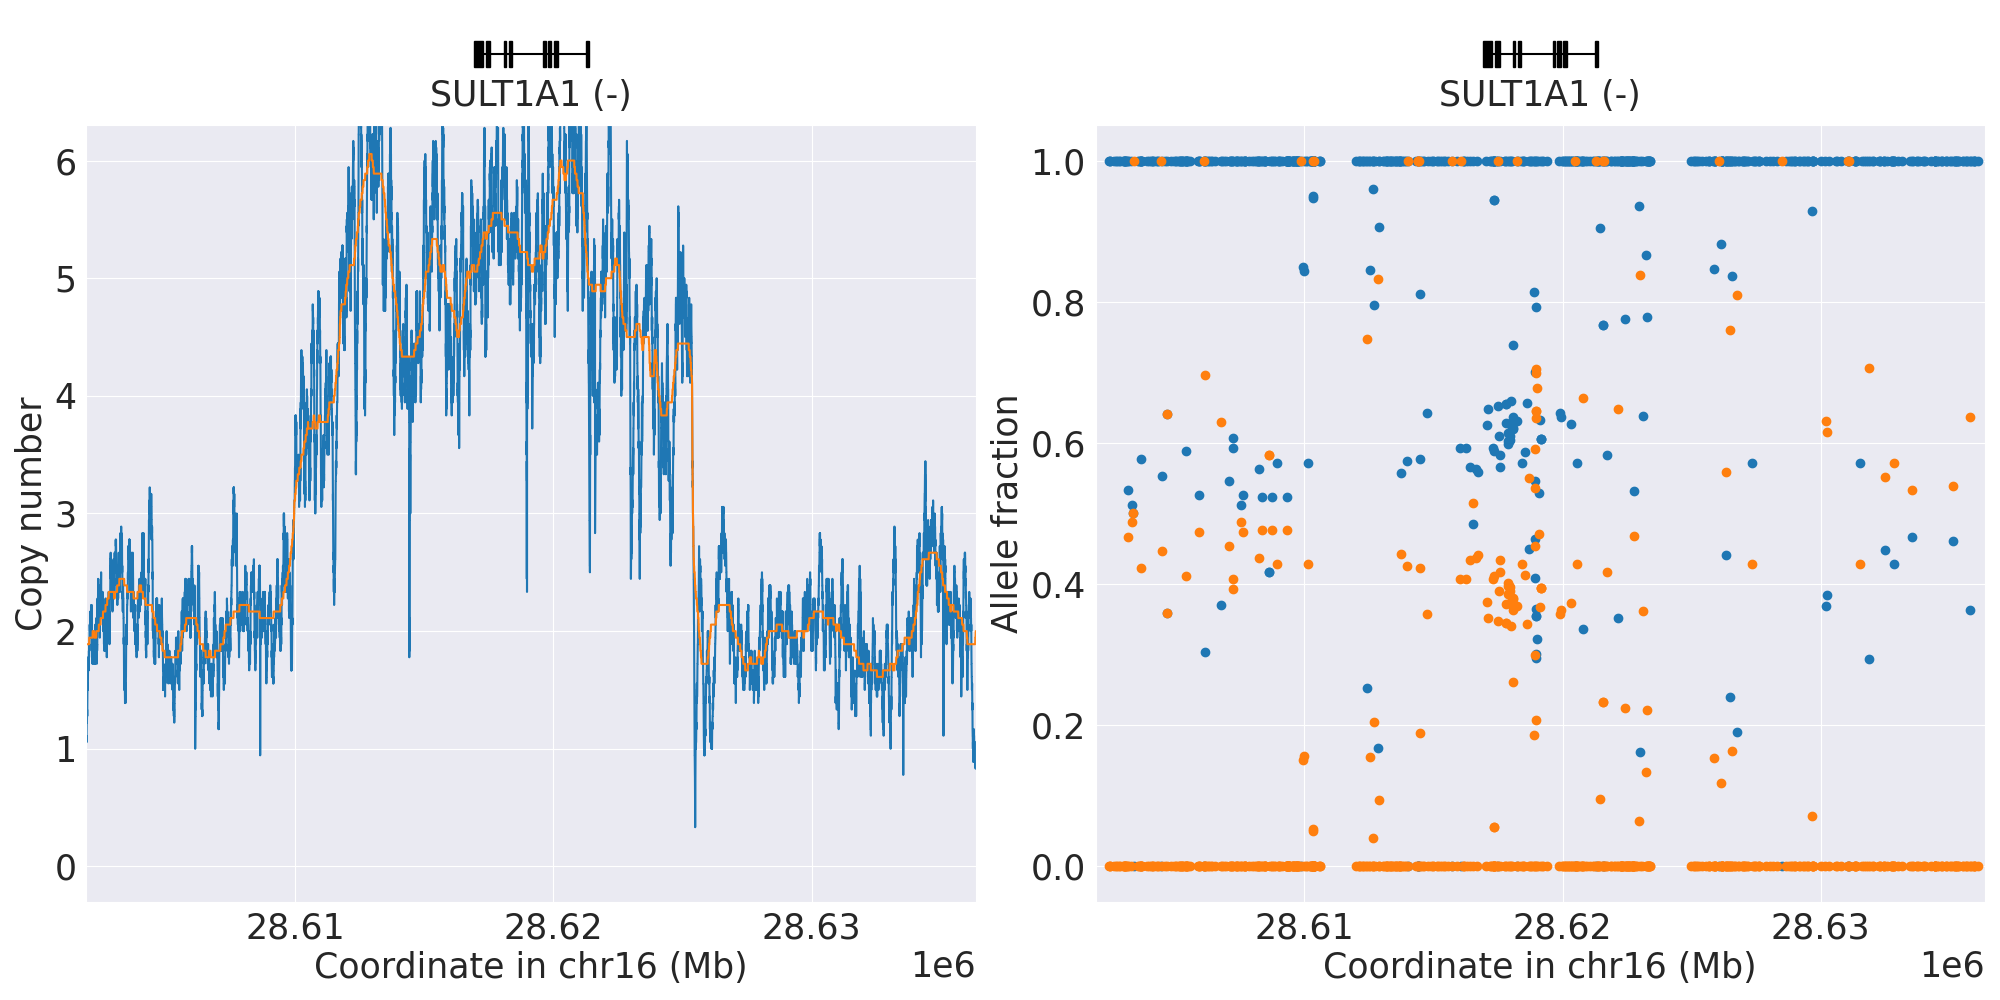 SULT1A1 (-)
Copy number
6
5
4
3
2
1
0
28.61
28.62
28.63
Coordinate in chr16 (Mb)
1e6
SULT1A1 (-)
Allele fraction
1.0
0.8
0.6
0.4
0.2
0.0
28.61
28.62
28.63
Coordinate in chr16 (Mb)
1e6